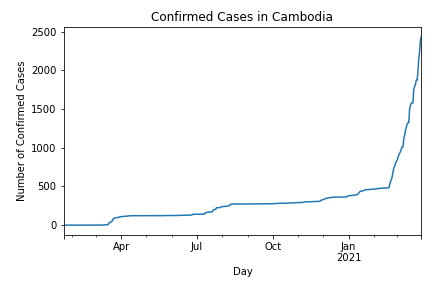 Confirmed Cases in Cambodia
Number of Confirmed Cases
2500
2000
1500
1000
500
0
Apr
Jul
Oct
Jan
2021
Day